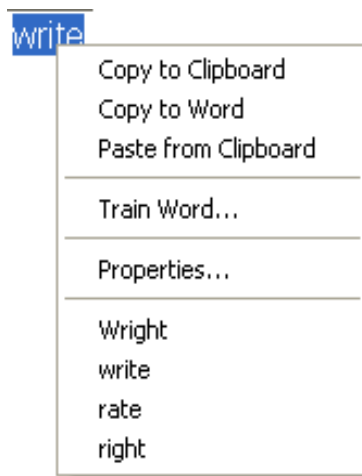 write
Copy to Clipboard
Copy to Word
Paste from Clipboard
Train Word...
Properties...
Wright
write
rate
right